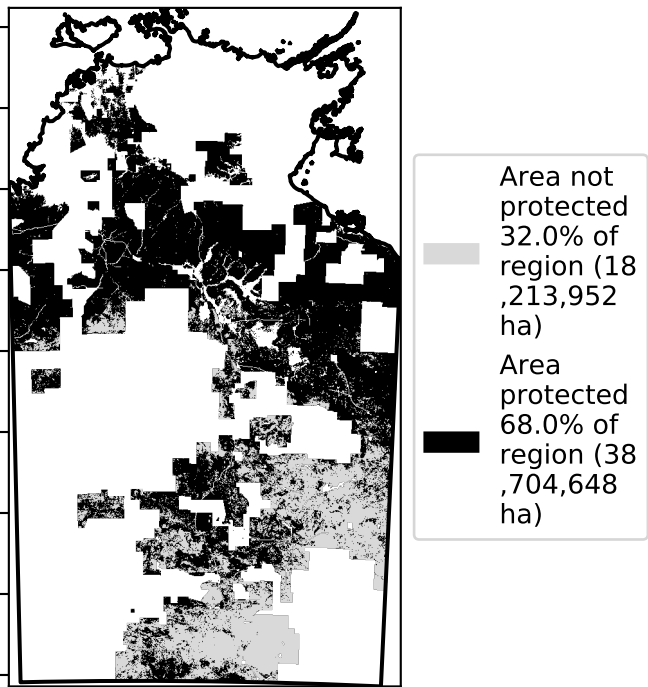 Area not
protected
32.0% of
region (18
,213,952
ha)
Area
protected
68.0% of
region (38
,704,648
ha)